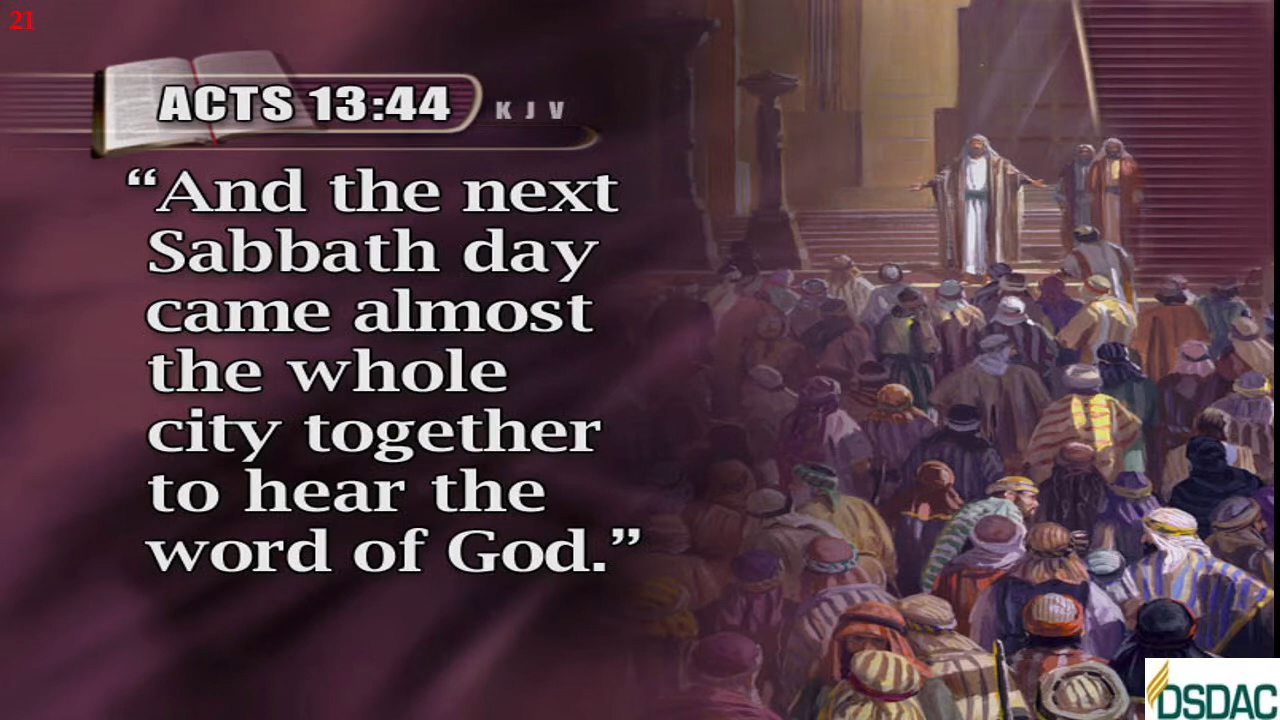 21
ACTS 13:44 KJV
“And the next
Sabbath day
came almost
the whole
city together
to hear the
word of God.”
DSDAC